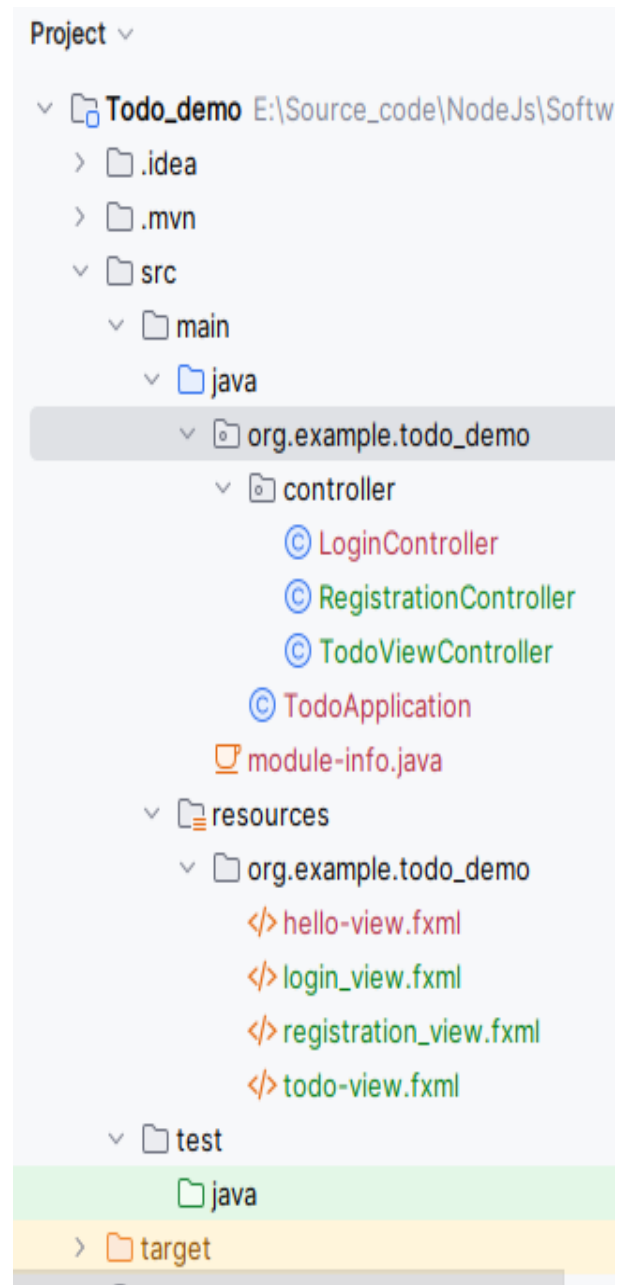 Project
Todo_demo E:\Source_code\NodeJs\Softw
.idea
.mvn
src
main
java
org.example.todo_demo
controller
LoginController
RegistrationController
TodoViewController
TodoApplication
module-info.java
resources
org.example.todo_demo
hello-view.fxml
login_view.fxml
registration_view.fxml
todo-view.fxml
test
java
target